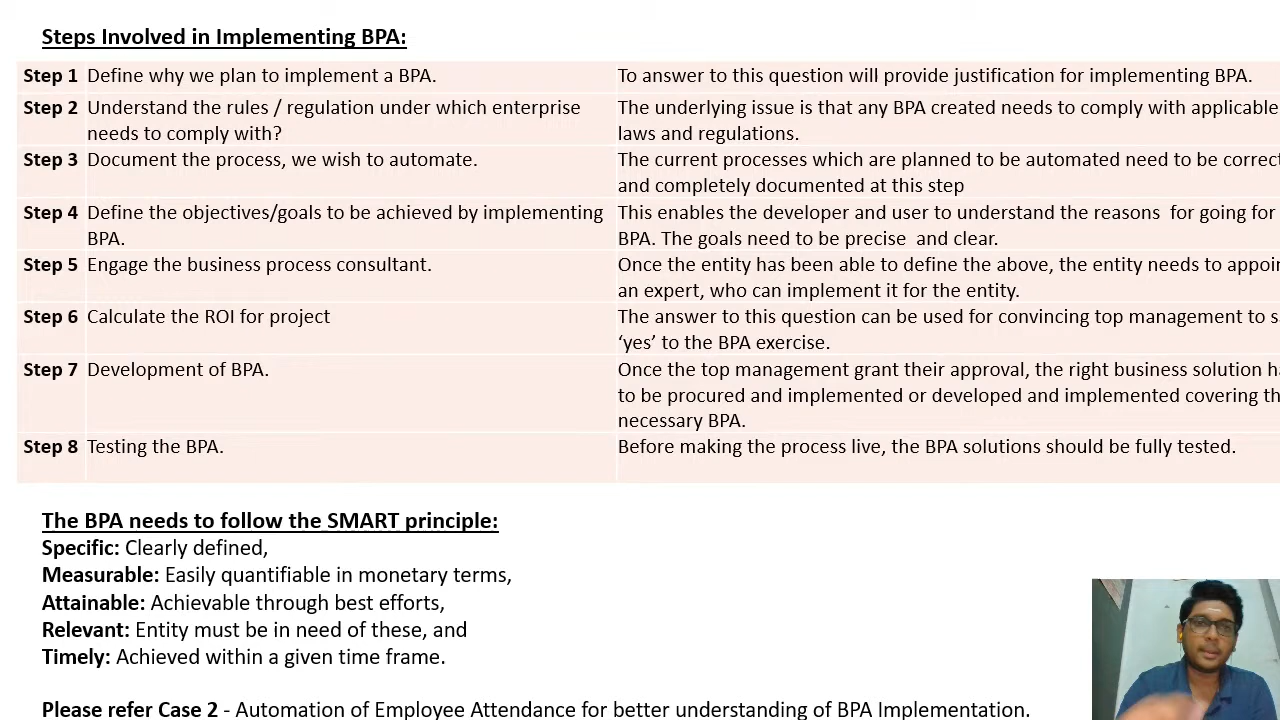 Steps Involved in Implementing BPA:
Step 1 Define why we plan to implement a BPA. To answer to this question will provide justification for implementing BPA.
Step 2 Understand the rules / regulation under which enterprise The underlying issue is that any BPA created needs to comply with applicable
needs to comply with? laws and regulations.
Step 3 Document the process, we wish to automate. The current processes which are planned to be automated need to be
and completely documented at this step
Step 4 Define the objectives/goals to be achieved by implementing This enables the developer and user to understand the reasons for going for
BPA. BPA. The goals need to be precise and clear.
Step 5 Engage the business process consultant. Once the entity has been able to define the above, the entity needs to
an expert, who can implement it for the entity.
Step 6 Calculate the ROI for project The answer to this question can be used for convincing top management to
‘yes’ to the BPA exercise.
Step 7 Development of BPA. Once the top management grant their approval, the right business solution
to be procured and implemented or developed and implemented covering
necessary BPA.
Step 8 Testing the BPA. Before making the process live, the BPA solutions should be fully tested.
The BPA needs to follow the SMART principle:
Specific: Clearly defined,
Measurable: Easily quantifiable in monetary terms,
Attainable: Achievable through best efforts,
Relevant: Entity must be in need of these, and
Timely: Achieved within a given time frame.
Please refer Case 2 - Automation of Employee Attendance for better understanding of BPA Implementation.